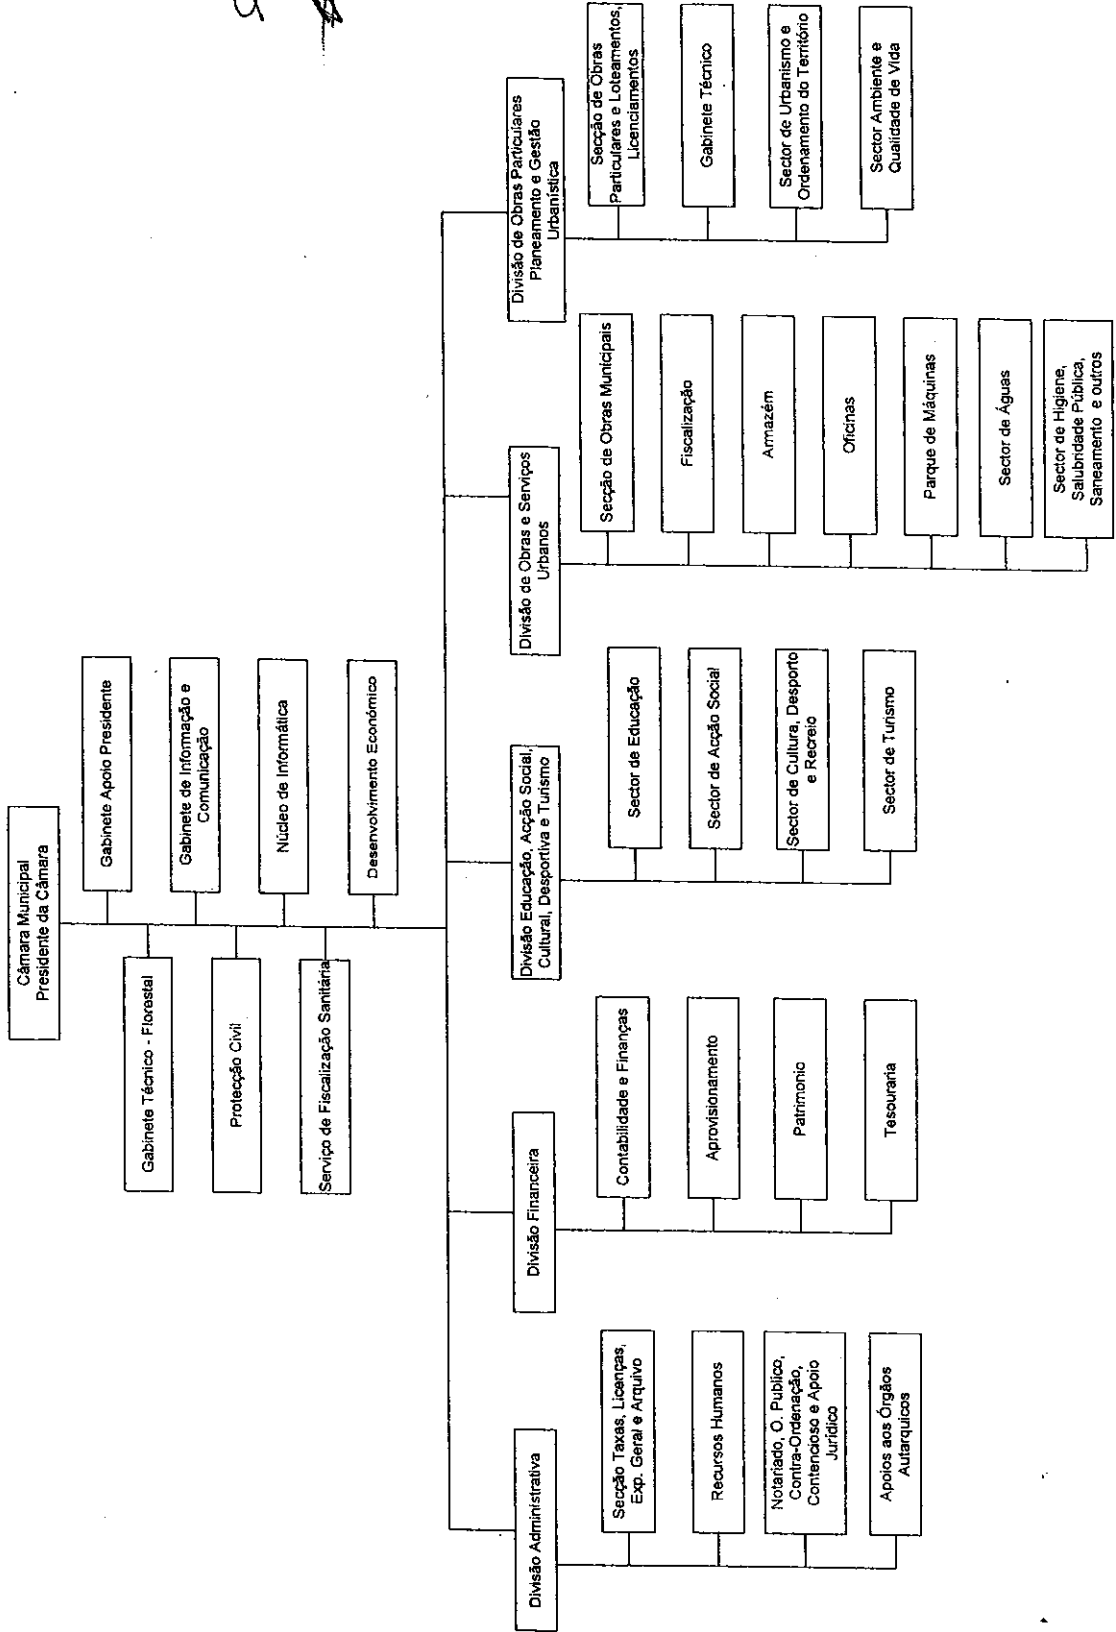 Câmara Municipal
Presidente da Câmara
Gabinete Apoio Presidente
Gabinete Técnico - Florestal
Gabinete de Informação e
Comunicação
Protecção Civil
Núcleo de Informática
Serviço de Fiscalização Sanitária
Desenvolvimento Económico
Divisão Administrativa
Secção Taxas, Licenças,
Exp. Geral e Arquivo
Recursos Humanos
Notariado, O. Publico,
Contra-Ordenação,
Contencioso e Apoio
Jurídico
Apoios aos Órgãos
Autarquicos
Divisão Financeira
Contabilidade e Finanças
Aprovisionamento
Patrimonio
Tesouraria
Divisão Educação, Acção Social,
Cultural, Desportiva e Turismo
Sector de Educação
Sector de Acção Social
Sector de Cultura, Desporto
e Recreio
Sector de Turismo
Divisão de Obras e Serviços
Urbanos
Secção de Obras Municipais
Fiscalização
Armazém
Oficinas
Parque de Máquinas
Sector de Águas
Sector de Higiene,
Salubridade Pública,
Saneamento e outros
Divisão de Obras Particulares
Planeamento e Gestão
Urbanística
Secção de Obras
Particulares e Loteamentos,
Licenciamentos
Gabinete Técnico
Sector de Urbanismo e
Ordenamento do Território
Sector Ambiente e
Qualidade de Vida